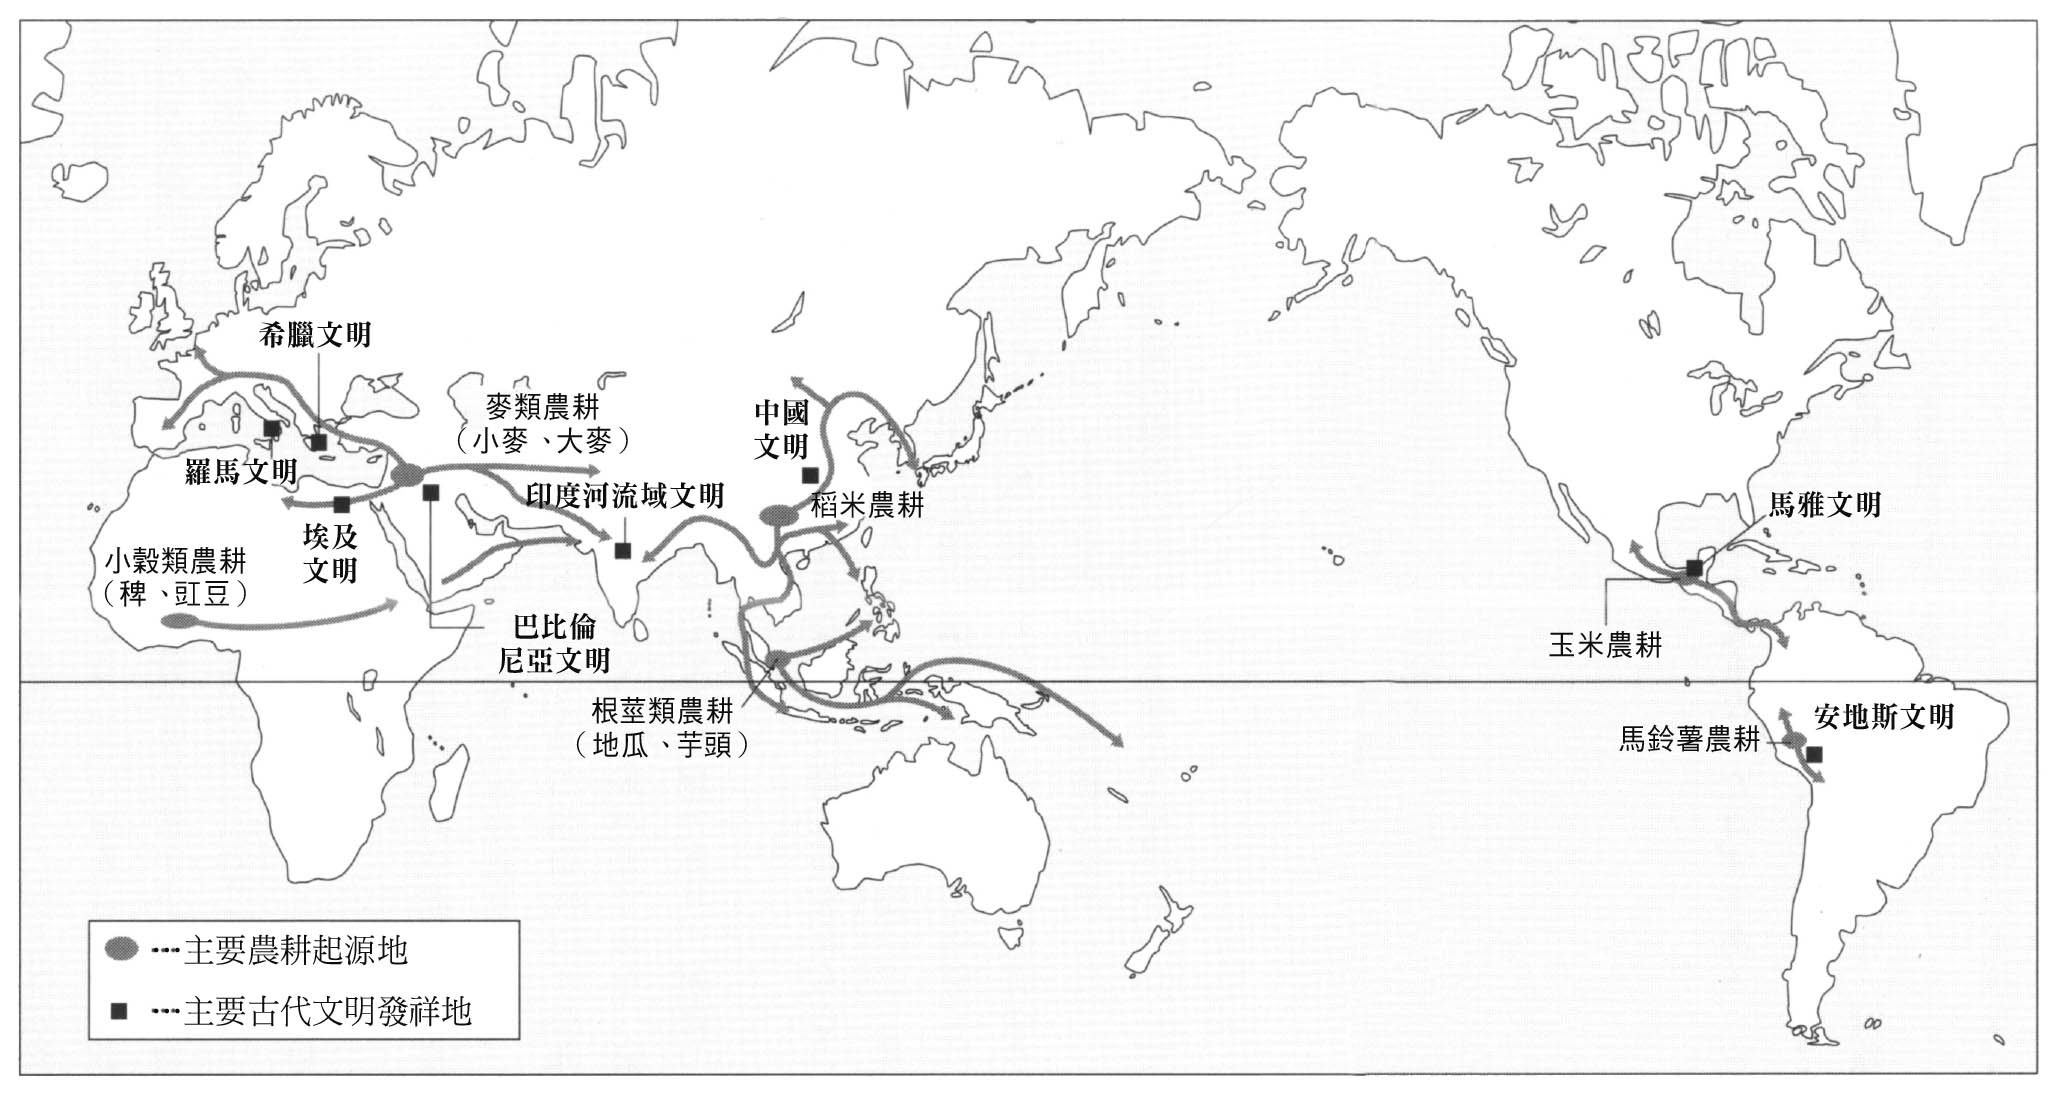 希臘文明
麥類農耕
（小麥、大麥）
中國
文明
羅馬文明
印度河流域文明
稻米農耕
馬雅文明
埃及
文明
小穀類農耕
（稗、豇豆）
巴比倫
尼亞文明
玉米農耕
根莖類農耕
（地瓜、芋頭）
安地斯文明
馬鈴薯農耕
主要農耕起源地
主要古代文明發祥地